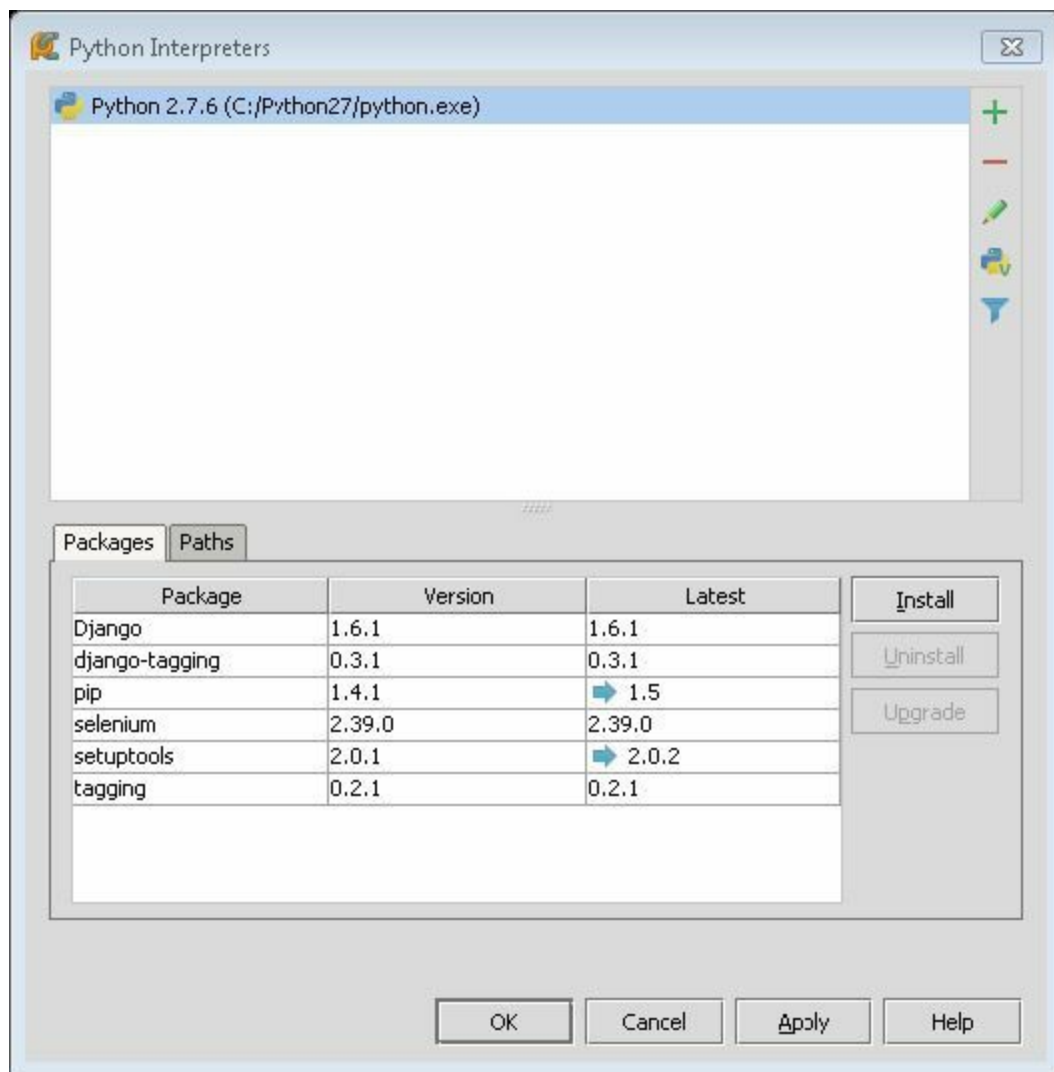 Python Interpreters
Python 2.7.6 (C:/Python27/python.exe)
Packages Paths
Package Version Latest
Install
Django 1.6.1 1.6.1
django-tagging 0.3.1 0.3.1
Uninstall
pip 1.4.1 1.5
Upgrade
selenium 2.39.0 2.39.0
setuptools 2.0.1 2.0.2
tagging 0.2.1 0.2.1
OK Cancel Apply Help